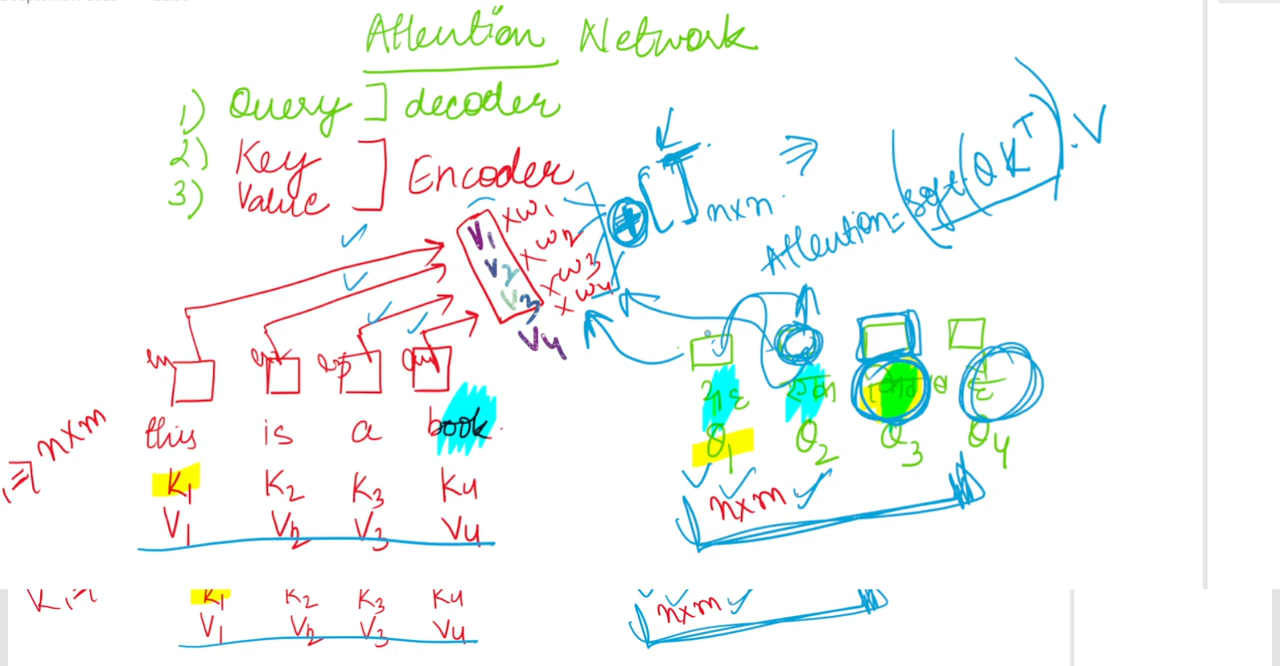 Attention Network
1) Query ] decoder
2) Key
3) Value ] Encoder
V1 xw1
V2 xw2
V3 xw3
V4 xw4
+ [ ] nxn
Attention = (soft(QK^T)).V
this is a book.
यह है
Q1 Q2 Q3 Q4
nxm
K1 K2 K3 K4
V1 V2 V3 V4
nxm
K1 K2 K3 K4
V1 V2 V3 V4
nxm